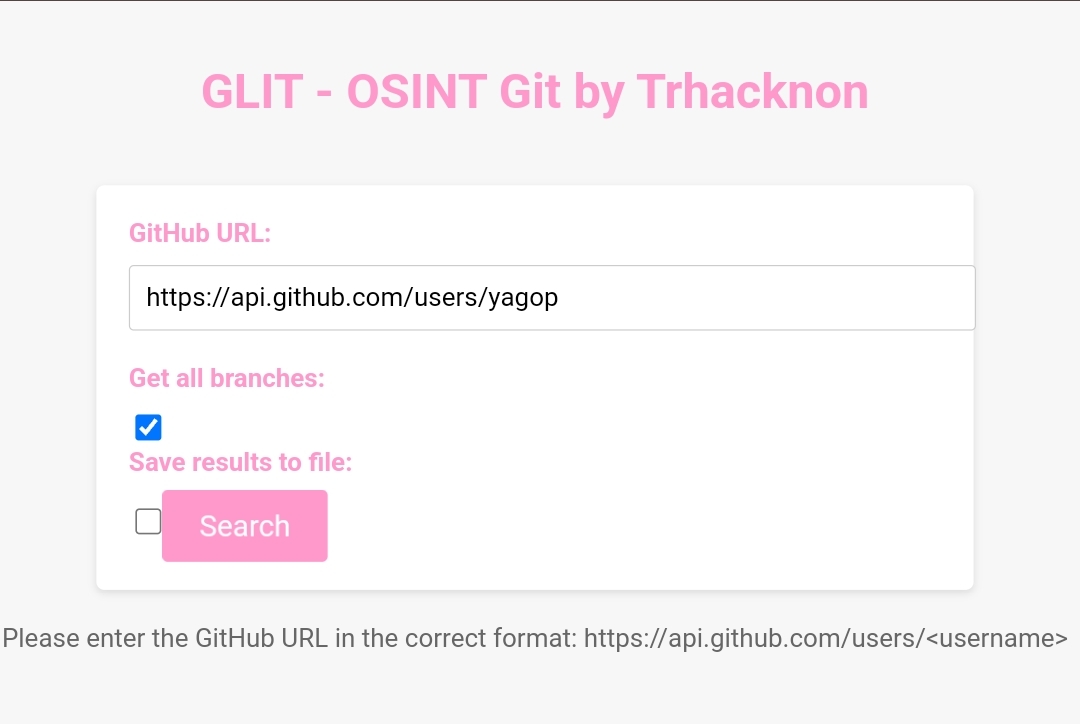 GLIT - OSINT Git by Trhacknon
GitHub URL:
https://api.github.com/users/yagop
Get all branches:
Save results to file:
Search
Please enter the GitHub URL in the correct format: https://api.github.com/users/<username>